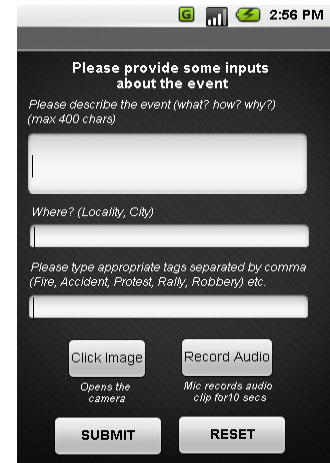 G 2:56 PM
Please provide some inputs
about the event
Please describe the event (what? how? why?)
(max 400 chars)
Where? (Locality, City)
Please type appropriate tags separated by comma
(Fire, Accident, Protest, Rally, Robbery) etc.
Click Image Record Audio
Opens the Mic records audio
camera clip for10 secs
SUBMIT RESET